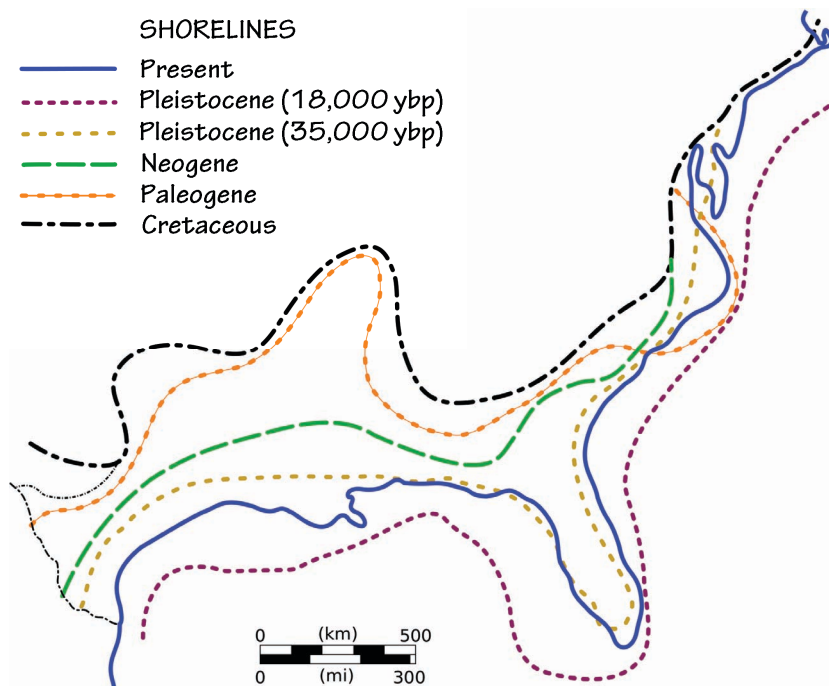 SHORELINES
Present
Pleistocene (18,000 ybp)
Pleistocene (35,000 ybp)
Neogene
Paleogene
Cretaceous
0 (km) 500
0 (mi) 300